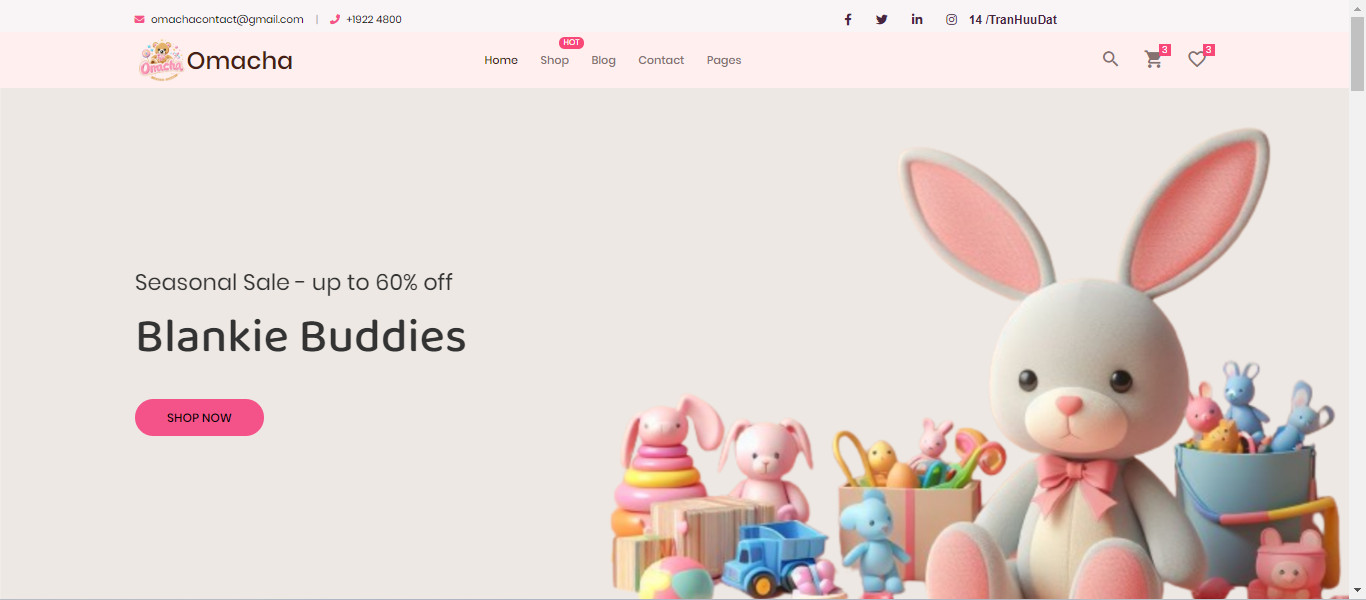 omachacontact@gmail.com | +1922 4800
14 /TranHuuDat
Omacha Omacha
HOT
Home Shop Blog Contact Pages
3 3
Seasonal Sale - up to 60% off
Blankie Buddies
SHOP NOW